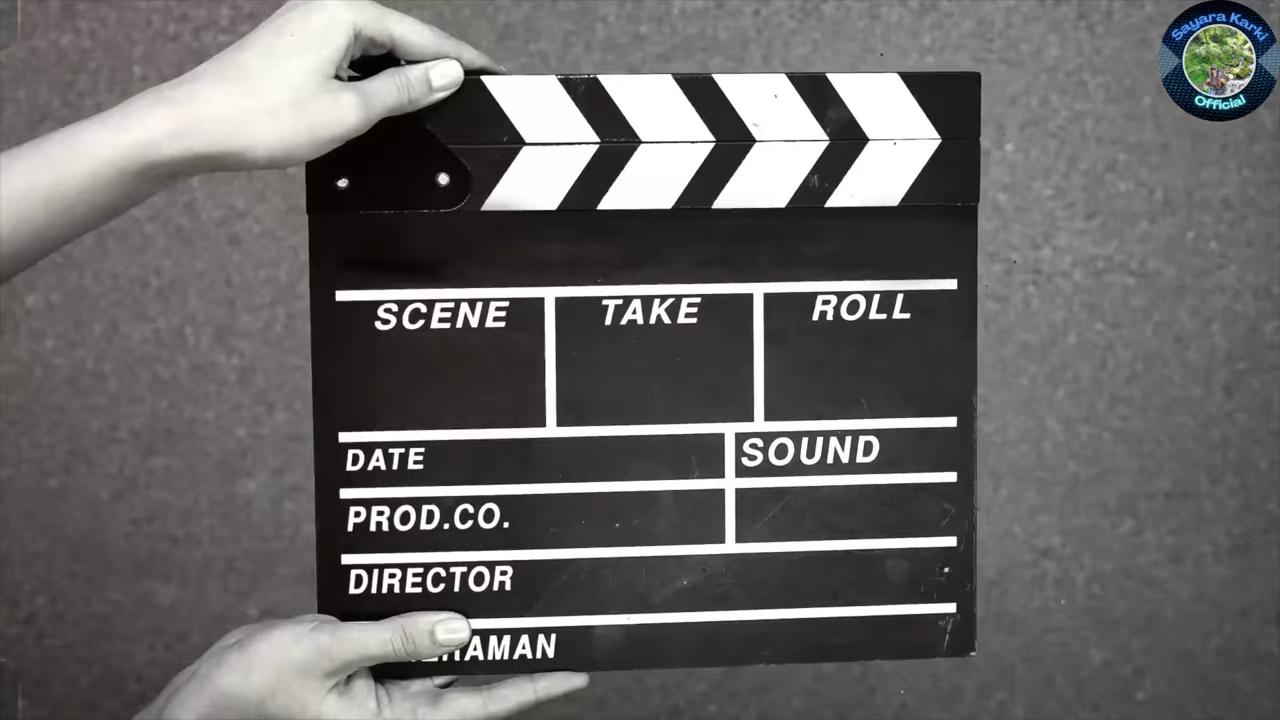 Sayara Karki
Official
SCENE TAKE ROLL
DATE
SOUND
PROD.CO.
DIRECTOR